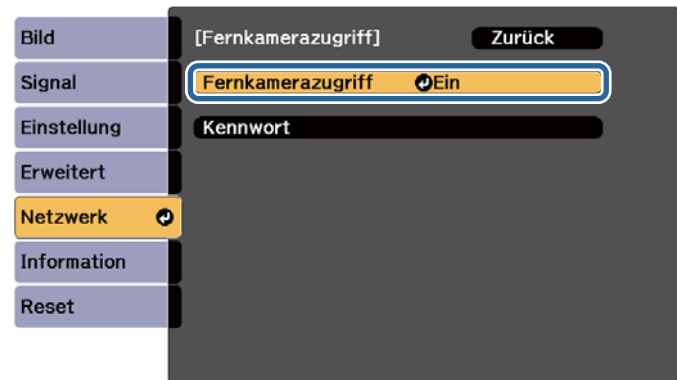 Bild
Signal
Einstellung
Erweitert
Netzwerk
Information
Reset
[Fernkamerazugriff] Zurück
Fernkamerazugriff Ein
Kennwort